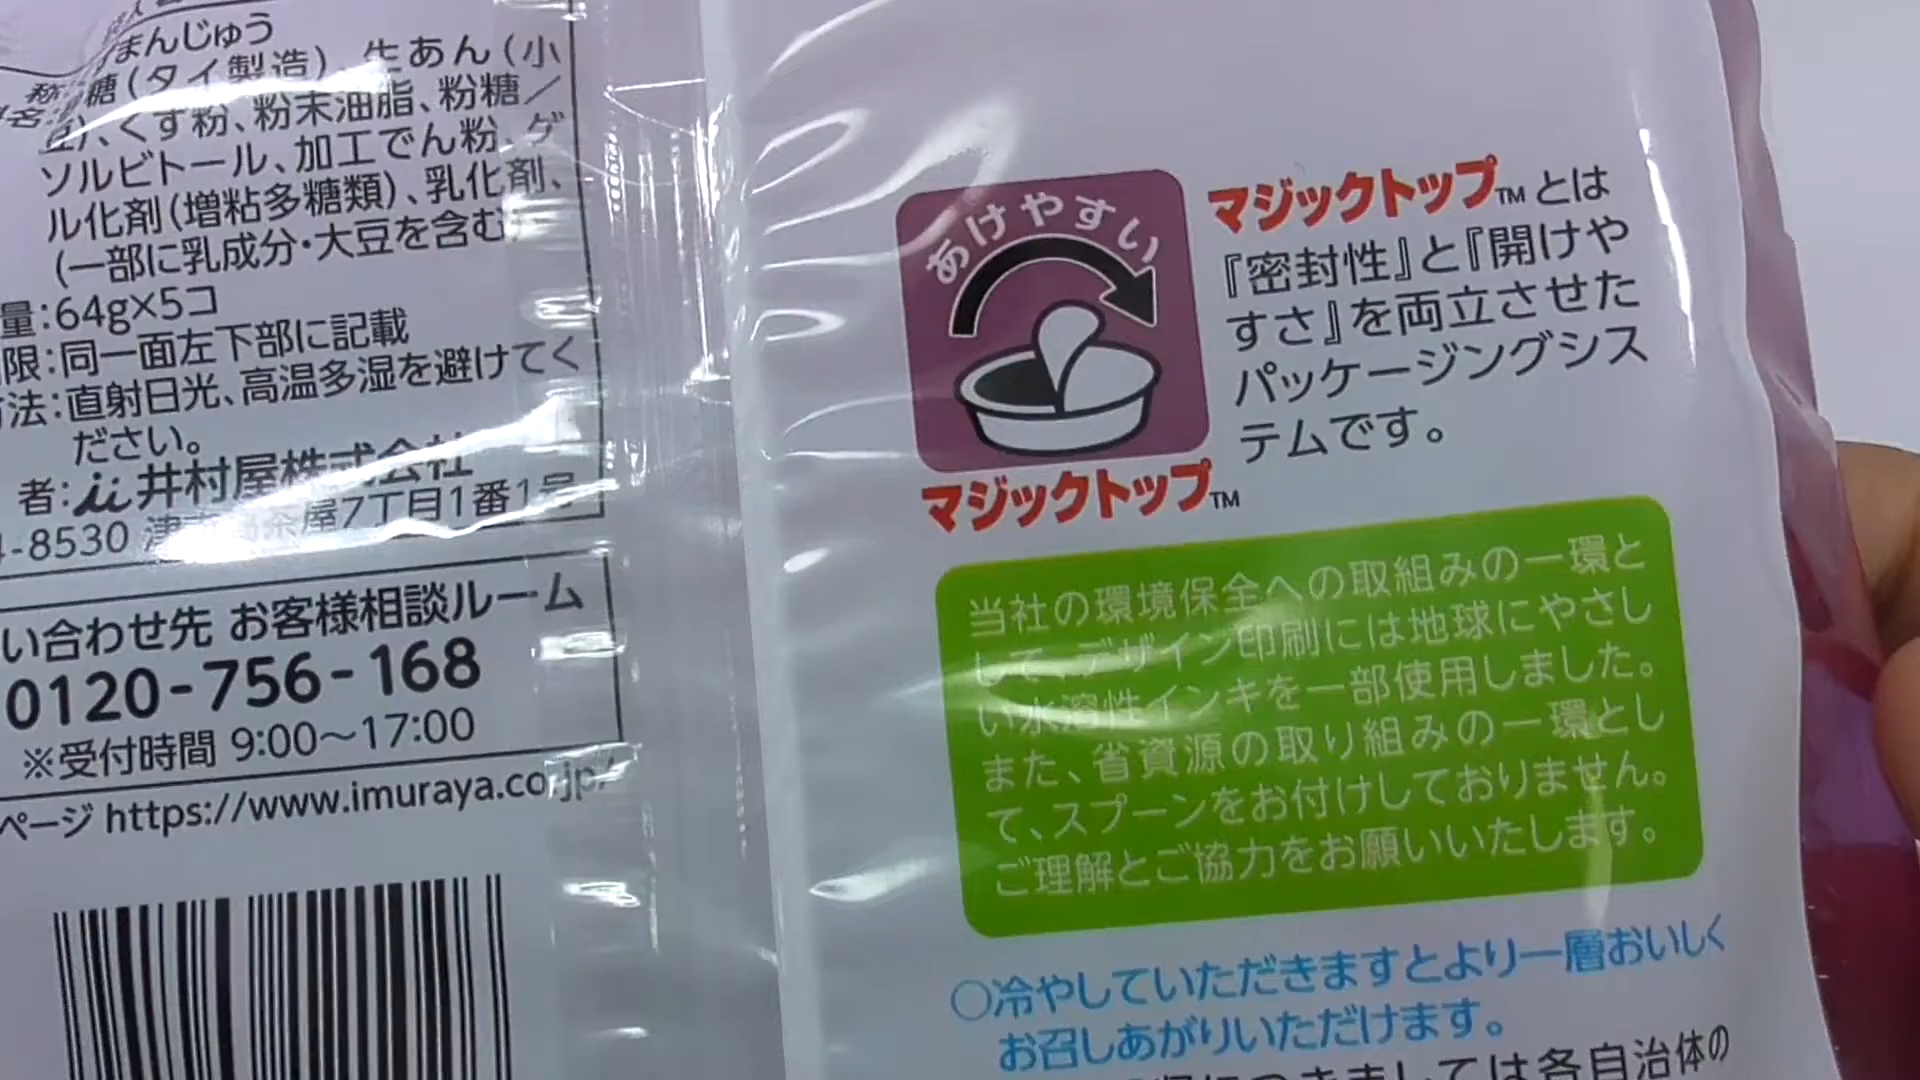 まんじゅう
糖(タイ製造)、生あん(小
豆)、くず粉、粉末油脂、粉糖/
ソルビトール、加工でん粉、ゲ
ル化剤(増粘多糖類)、乳化剤、
(一部に乳成分・大豆を含む)
量:64g×5コ
限:同一面左下部に記載
方法:直射日光、高温多湿を避けてく
ださい。
者:井村屋株式会社
-8530 津 茶屋7丁目1番1号
い合わせ先 お客様相談ルーム
0120-756-168
※受付時間 9:00~17:00
ページ https://www.imuraya.co.jp/
あけやすい
マジックトップTM
マジックトップTMとは
『密封性』と『開けや
すさ』を両立させた
パッケージングシス
テムです。
当社の環境保全への取組みの一環と
して、デザイン印刷には地球にやさし
い水溶性インキを一部使用しました。
また、省資源の取り組みの一環とし
て、スプーンをお付けしておりません。
ご理解とご協力をお願いいたします。
○冷やしていただきますとより一層おいしく
お召しあがりいただけます。
つきましては各自治体の